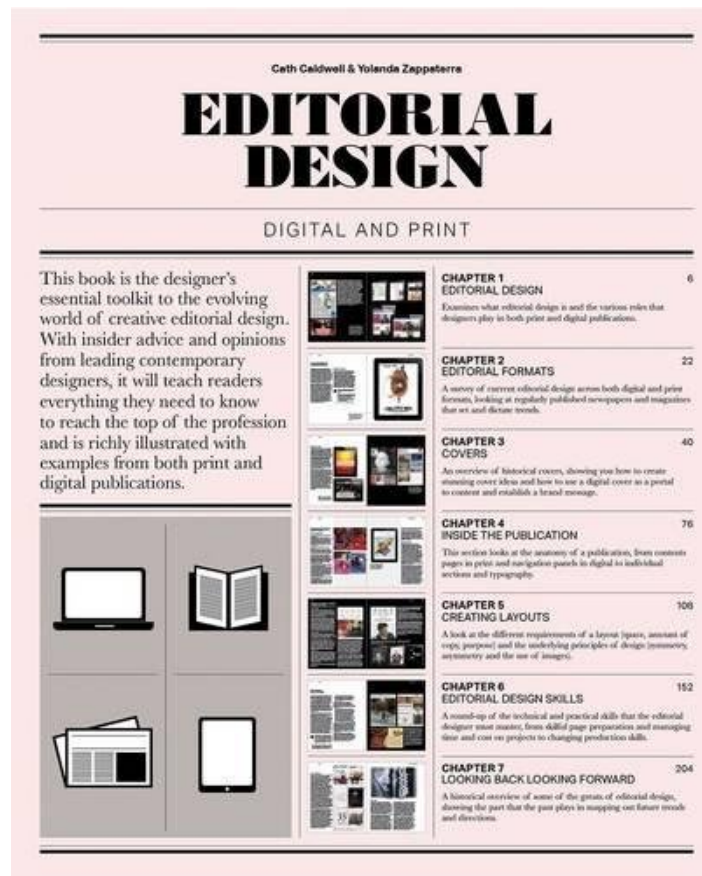 Cath Caldwell & Yolanda Zappaterra
EDITORIAL
DESIGN
DIGITAL AND PRINT
This book is the designer's
essential toolkit to the evolving
world of creative editorial design.
With insider advice and opinions
from leading contemporary
designers, it will teach readers
everything they need to know
to reach the top of the profession
and is richly illustrated with
examples from both print and
digital publications.
CHAPTER 1 6
EDITORIAL DESIGN
Examines what editorial design is and the various roles that
designers play in both print and digital publications.
CHAPTER 2 22
EDITORIAL FORMATS
A survey of current editorial design across both digital and print
formats, looking at regularly published newspapers and magazines
that set and dictate trends.
CHAPTER 3 40
COVERS
An overview of historical covers, showing you how to create
stunning cover ideas and how to use a digital cover as a portal
to content and establish a brand message.
CHAPTER 4 76
INSIDE THE PUBLICATION
This section looks at the anatomy of a publication, from contents
pages in print and navigation panels in digital to individual
sections and typography.
CHAPTER 5 106
CREATING LAYOUTS
A look at the different requirements of a layout (space, amount of
copy, purpose) and the underlying principles of design (symmetry,
asymmetry and the use of images).
CHAPTER 6 152
EDITORIAL DESIGN SKILLS
A round-up of the technical and practical skills that the editorial
designer must master, from skilful page preparation and managing
time and cost on projects to changing production skills.
CHAPTER 7 204
LOOKING BACK LOOKING FORWARD
A historical overview of some of the greats of editorial design,
showing the part that the past plays in mapping out future trends
and directions.